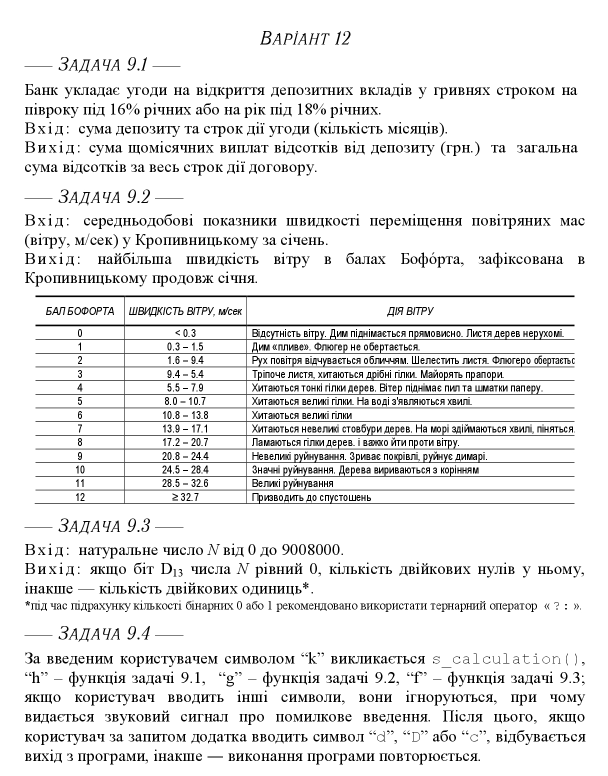 ВАРІАНТ 12
—— ЗАДАЧА 9.1 ——
Банк укладає угоди на відкриття депозитних вкладів у гривнях строком на
півроку під 16% річних або на рік під 18% річних.
Вхід: сума депозиту та строк дії угоди (кількість місяців).
Вихід: сума щомісячних виплат відсотків від депозиту (грн.) та загальна
сума відсотків за весь строк дії договору.
—— ЗАДАЧА 9.2 ——
Вхід: середньодобові показники швидкості переміщення повітряних мас
(вітру, м/сек) у Кропивницькому за січень.
Вихід: найбільша швидкість вітру в балах Бофо́рта, зафіксована в
Кропивницькому продовж січня.
БАЛ БОФОРТА ШВИДКІСТЬ ВІТРУ, м/сек ДІЯ ВІТРУ
0 < 0.3 Відсутність вітру. Дим піднімається прямовисно. Листя дерев нерухомі.
1 0.3 – 1.5 Дим «пливе». Флюгер не обертається.
2 1.6 – 9.4 Рух повітря відчувається обличчям. Шелестить листя. Флюгеро обертаєтьс
3 9.4 – 5.4 Тріпоче листя, хитаються дрібні гілки. Майорять прапори.
4 5.5 – 7.9 Хитаються тонкі гілки дерев. Вітер піднімає пил та шматки паперу.
5 8.0 – 10.7 Хитаються великі гілки. На воді з'являються хвилі.
6 10.8 – 13.8 Хитаються великі гілки
7 13.9 – 17.1 Хитаються невеликі стовбури дерев. На морі здіймаються хвилі, піняться.
8 17.2 – 20.7 Ламаються гілки дерев. і важко йти проти вітру.
9 20.8 – 24.4 Невеликі руйнування. Зриває покрівлі, руйнує димарі.
10 24.5 – 28.4 Значні руйнування. Дерева вириваються з корінням
11 28.5 – 32.6 Великі руйнування
12 ≥ 32.7 Призводить до спустошень
—— ЗАДАЧА 9.3 ——
Вхід: натуральне число N від 0 до 9008000.
Вихід: якщо біт D₁₃ числа N рівний 0, кількість двійкових нулів у ньому,
інакше — кількість двійкових одиниць*.
*під час підрахунку кількості бінарних 0 або 1 рекомендовано використати тернарний оператор « ? : ».
—— ЗАДАЧА 9.4 ——
За введеним користувачем символом “k” викликається s_calculation(),
“h” – функція задачі 9.1, “g” – функція задачі 9.2, “f” – функція задачі 9.3;
якщо користувач вводить інші символи, вони ігноруються, при чому
видається звуковий сигнал про помилкове введення. Після цього, якщо
користувач за запитом додатка вводить символ “d”, “D” або “c”, відбувається
вихід з програми, інакше — виконання програми повторюється.